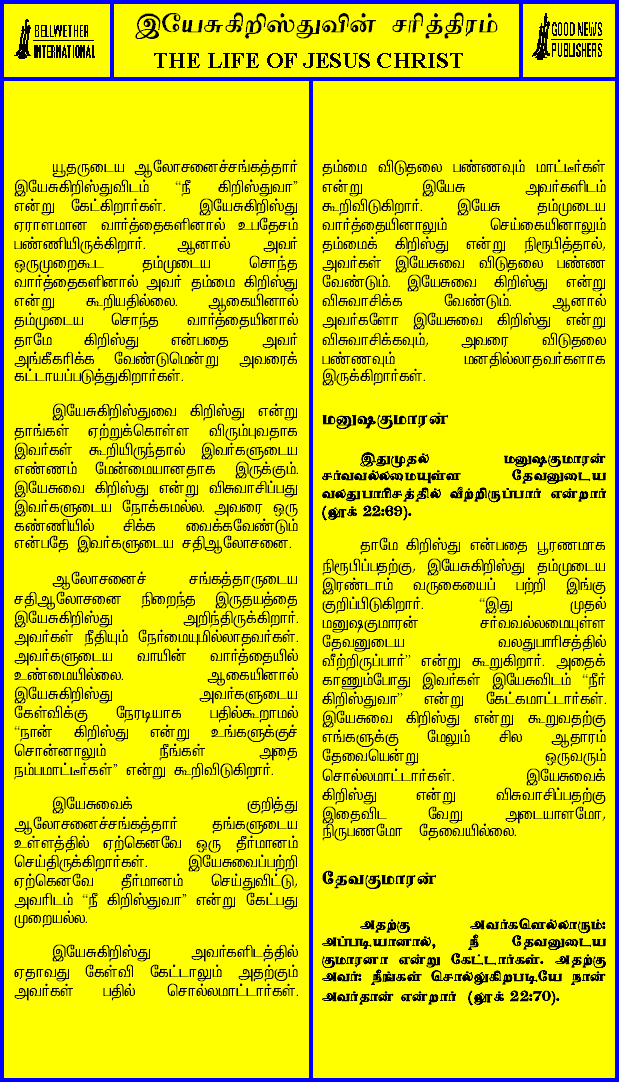 BELLWETHER
INTERNATIONAL
இயேசுகிறிஸ்துவின் சரித்திரம்
THE LIFE OF JESUS CHRIST
GOOD NEWS
PUBLISHERS
யூதருடைய ஆலோசனைச்சங்கத்தார்
இயேசுகிறிஸ்துவிடம் “நீ கிறிஸ்துவா”
என்று கேட்கிறார்கள். இயேசுகிறிஸ்து
ஏராளமான வார்த்தைகளினால் உபதேசம்
பண்ணியிருக்கிறார். ஆனால் அவர்
ஒருமுறைகூட தம்முடைய சொந்த
வார்த்தைகளினால் அவர் தம்மை கிறிஸ்து
என்று கூறியதில்லை. ஆகையினால்
தம்முடைய சொந்த வார்த்தையினால்
தாமே கிறிஸ்து என்பதை அவர்
அங்கீகரிக்க வேண்டுமென்று அவரைக்
கட்டாயப்படுத்துகிறார்கள்.
இயேசுகிறிஸ்துவை கிறிஸ்து என்று
தாங்கள் ஏற்றுக்கொள்ள விரும்புவதாக
இவர்கள் கூறியிருந்தால் இவர்களுடைய
எண்ணம் மேன்மையானதாக இருக்கும்.
இயேசுவை கிறிஸ்து என்று விசுவாசிப்பது
இவர்களுடைய நோக்கமல்ல. அவரை ஒரு
கண்ணியில் சிக்க வைக்கவேண்டும்
என்பதே இவர்களுடைய சதிஆலோசனை.
ஆலோசனைச் சங்கத்தாருடைய
சதிஆலோசனை நிறைந்த இருதயத்தை
இயேசுகிறிஸ்து அறிந்திருக்கிறார்.
அவர்கள் நீதியும் நேர்மையுமில்லாதவர்கள்.
அவர்களுடைய வாயின் வார்த்தையில்
உண்மையில்லை. ஆகையினால்
இயேசுகிறிஸ்து அவர்களுடைய
கேள்விக்கு நேரடியாக பதில்கூறாமல்
“நான் கிறிஸ்து என்று உங்களுக்குச்
சொன்னாலும் நீங்கள் அதை
நம்பமாட்டீர்கள்” என்று கூறிவிடுகிறார்.
இயேசுவைக் குறித்து
ஆலோசனைச்சங்கத்தார் தங்களுடைய
உள்ளத்தில் ஏற்கெனவே ஒரு தீர்மானம்
செய்திருக்கிறார்கள். இயேசுவைப்பற்றி
ஏற்கெனவே தீர்மானம் செய்துவிட்டு,
அவரிடம் “நீ கிறிஸ்துவா” என்று கேட்பது
முறையல்ல.
இயேசுகிறிஸ்து அவர்களிடத்தில்
ஏதாவது கேள்வி கேட்டாலும் அதற்கும்
அவர்கள் பதில் சொல்லமாட்டார்கள்.
தம்மை விடுதலை பண்ணவும் மாட்டீர்கள்
என்று இயேசு அவர்களிடம்
கூறிவிடுகிறார். இயேசு தம்முடைய
வார்த்தையினாலும் செய்கையினாலும்
தம்மைக் கிறிஸ்து என்று நிரூபித்தால்,
அவர்கள் இயேசுவை விடுதலை பண்ண
வேண்டும். இயேசுவை கிறிஸ்து என்று
விசுவாசிக்க வேண்டும். ஆனால்
அவர்களோ இயேசுவை கிறிஸ்து என்று
விசுவாசிக்கவும், அவரை விடுதலை
பண்ணவும் மனதில்லாதவர்களாக
இருக்கிறார்கள்.
மனுஷகுமாரன்
இதுமுதல் மனுஷகுமாரன்
சர்வவல்லமையுள்ள தேவனுடைய
வலதுபாரிசத்தில் வீற்றிருப்பார் என்றார்
(லூக் 22:69).
தாமே கிறிஸ்து என்பதை பூரணமாக
நிரூபிப்பதற்கு, இயேசுகிறிஸ்து தம்முடைய
இரண்டாம் வருகையைப் பற்றி இங்கு
குறிப்பிடுகிறார். “இது முதல்
மனுஷகுமாரன் சர்வவல்லமையுள்ள
தேவனுடைய வலதுபாரிசத்தில்
வீற்றிருப்பார்” என்று கூறுகிறார். அதைக்
காணும்போது இவர்கள் இயேசுவிடம் “நீர்
கிறிஸ்துவா” என்று கேட்கமாட்டார்கள்.
இயேசுவை கிறிஸ்து என்று கூறுவதற்கு
எங்களுக்கு மேலும் சில ஆதாரம்
தேவையென்று ஒருவரும்
சொல்லமாட்டார்கள். இயேசுவைக்
கிறிஸ்து என்று விசுவாசிப்பதற்கு
இதைவிட வேறு அடையாளமோ,
நிருபணமோ தேவையில்லை.
தேவகுமாரன்
அதற்கு அவர்களெல்லாரும்:
அப்படியானால், நீ தேவனுடைய
குமாரனா என்று கேட்டார்கள். அதற்கு
அவர்: நீங்கள் சொல்லுகிறபடியே நான்
அவர்தான் என்றார் (லூக் 22:70).